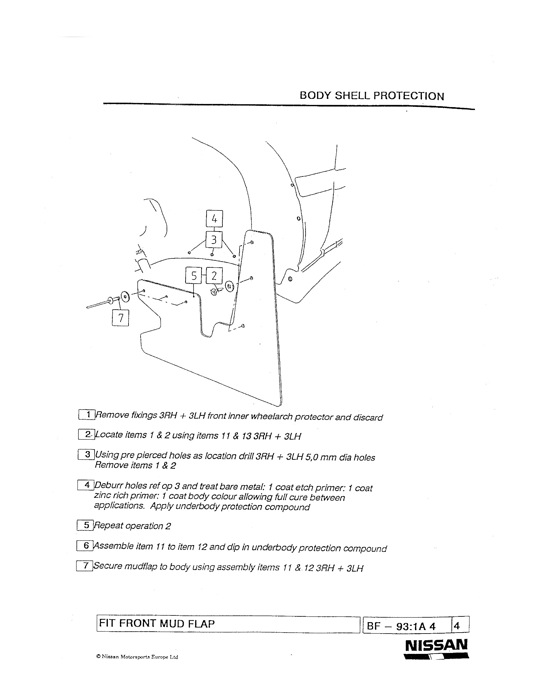 BODY SHELL PROTECTION
4
3
5 2
7
1 Remove fixings 3RH + 3LH front inner wheelarch protector and discard
2 Locate items 1 & 2 using items 11 & 13 3RH + 3LH
3 Using pre pierced holes as location drill 3RH + 3LH 5,0 mm dia holes
Remove items 1 & 2
4 Deburr holes ref op 3 and treat bare metal: 1 coat etch primer: 1 coat
zinc rich primer: 1 coat body colour allowing full cure between
applications. Apply underbody protection compound
5 Repeat operation 2
6 Assemble item 11 to item 12 and dip in underbody protection compound
7 Secure mudflap to body using assembly items 11 & 12 3RH + 3LH
FIT FRONT MUD FLAP
BF – 93:1A 4 4
NISSAN
© Nissan Motorsports Europe Ltd